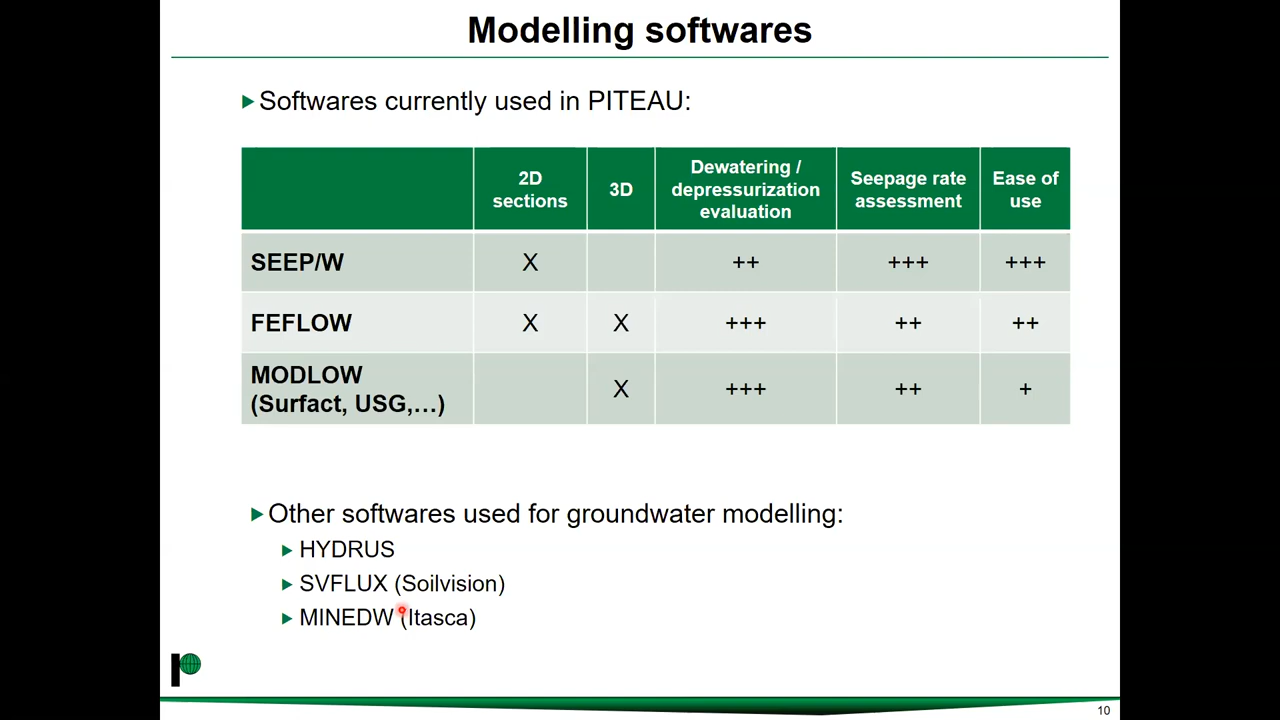 Modelling softwares
Softwares currently used in PITEAU:
2D sections 3D Dewatering / depressurization evaluation Seepage rate assessment Ease of use
SEEP/W X ++ +++ +++
FEFLOW X X +++ ++ ++
MODLOW (Surfact, USG,…) X +++ ++ +
Other softwares used for groundwater modelling:
HYDRUS
SVFLUX (Soilvision)
MINEDW (Itasca)
10